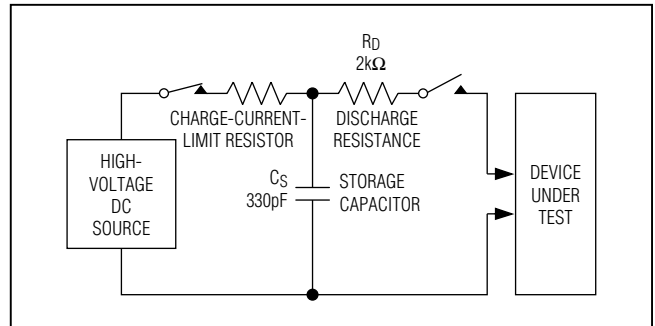 R_D
2kΩ
CHARGE-CURRENT-
LIMIT RESISTOR
DISCHARGE
RESISTANCE
HIGH-
VOLTAGE
DC
SOURCE
C_S
330pF
STORAGE
CAPACITOR
DEVICE
UNDER
TEST